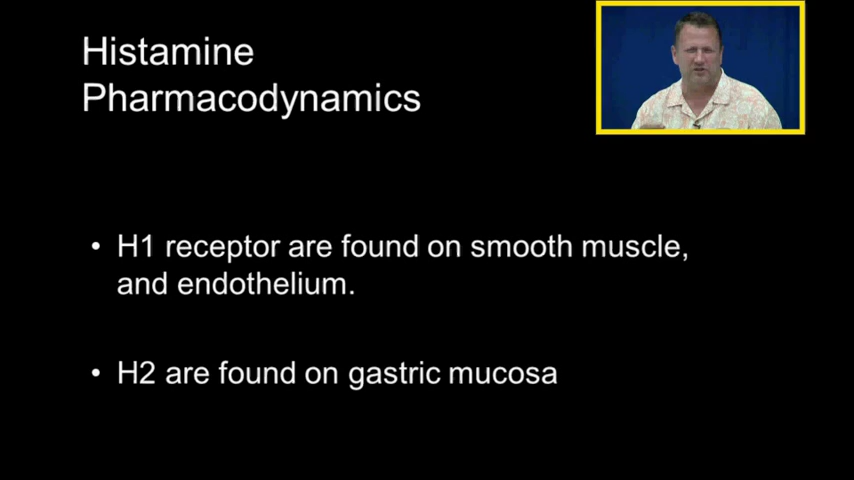 Histamine
Pharmacodynamics
• H1 receptor are found on smooth muscle,
and endothelium.
• H2 are found on gastric mucosa